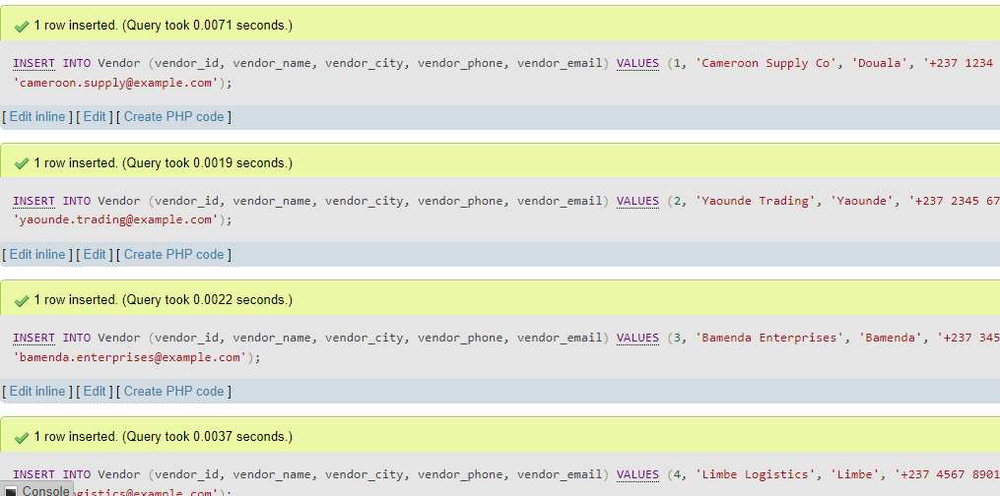 1 row inserted. (Query took 0.0071 seconds.)
INSERT INTO Vendor (vendor_id, vendor_name, vendor_city, vendor_phone, vendor_email) VALUES (1, 'Cameroon Supply Co', 'Douala', '+237 1234
'cameroon.supply@example.com');
[ Edit inline ] [ Edit ] [ Create PHP code ]
1 row inserted. (Query took 0.0019 seconds.)
INSERT INTO Vendor (vendor_id, vendor_name, vendor_city, vendor_phone, vendor_email) VALUES (2, 'Yaounde Trading', 'Yaounde', '+237 2345 67
'yaounde.trading@example.com');
[ Edit inline ] [ Edit ] [ Create PHP code ]
1 row inserted. (Query took 0.0022 seconds.)
INSERT INTO Vendor (vendor_id, vendor_name, vendor_city, vendor_phone, vendor_email) VALUES (3, 'Bamenda Enterprises', 'Bamenda', '+237 345
'bamenda.enterprises@example.com');
[ Edit inline ] [ Edit ] [ Create PHP code ]
1 row inserted. (Query took 0.0037 seconds.)
INSERT INTO Vendor (vendor_id, vendor_name, vendor_city, vendor_phone, vendor_email) VALUES (4, 'Limbe Logistics', 'Limbe', '+237 4567 8901
Console ogistics@example.com');